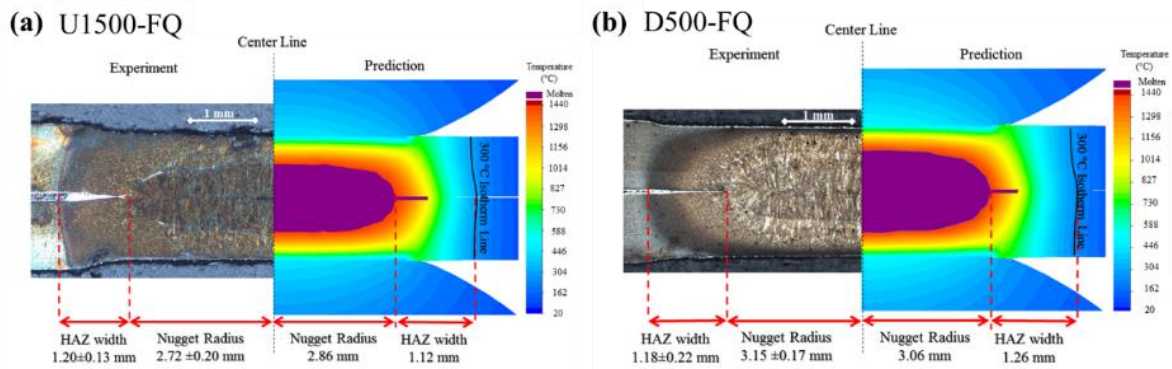 (a) U1500-FQ
Center Line
Experiment
Prediction
Temperature
(°C)
Molten
1440
1298
1156
1014
872
730
588
445
304
162
20
1 mm
300 °C Isotherm Line
HAZ width
1.20±0.13 mm
Nugget Radius
2.72 ±0.20 mm
Nugget Radius
2.86 mm
HAZ width
1.12 mm
(b) D500-FQ
Center Line
Experiment
Prediction
Temperature
(°C)
Molten
1440
1298
1156
1014
872
730
588
446
304
162
20
1 mm
300 °C Isotherm Line
HAZ width
1.18±0.22 mm
Nugget Radius
3.15 ±0.17 mm
Nugget Radius
3.06 mm
HAZ width
1.26 mm